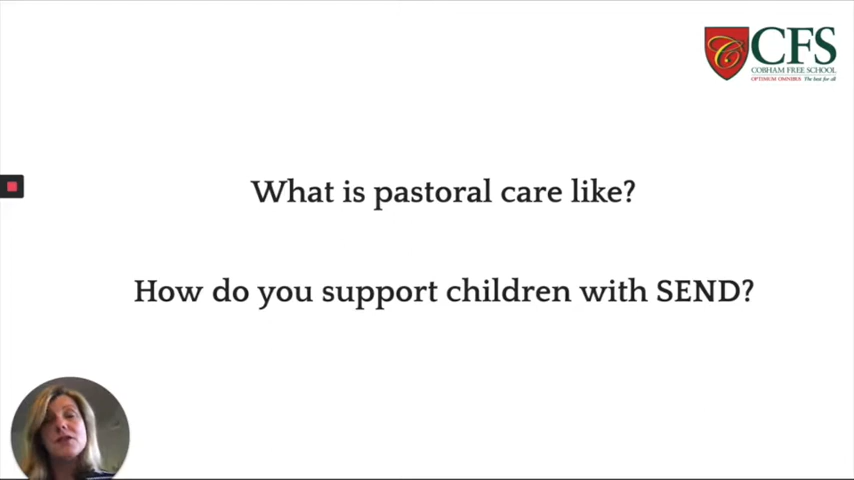 CFS
COBHAM FREE SCHOOL
OPTIMUM OMNIBUS The best for all
What is pastoral care like?
How do you support children with SEND?